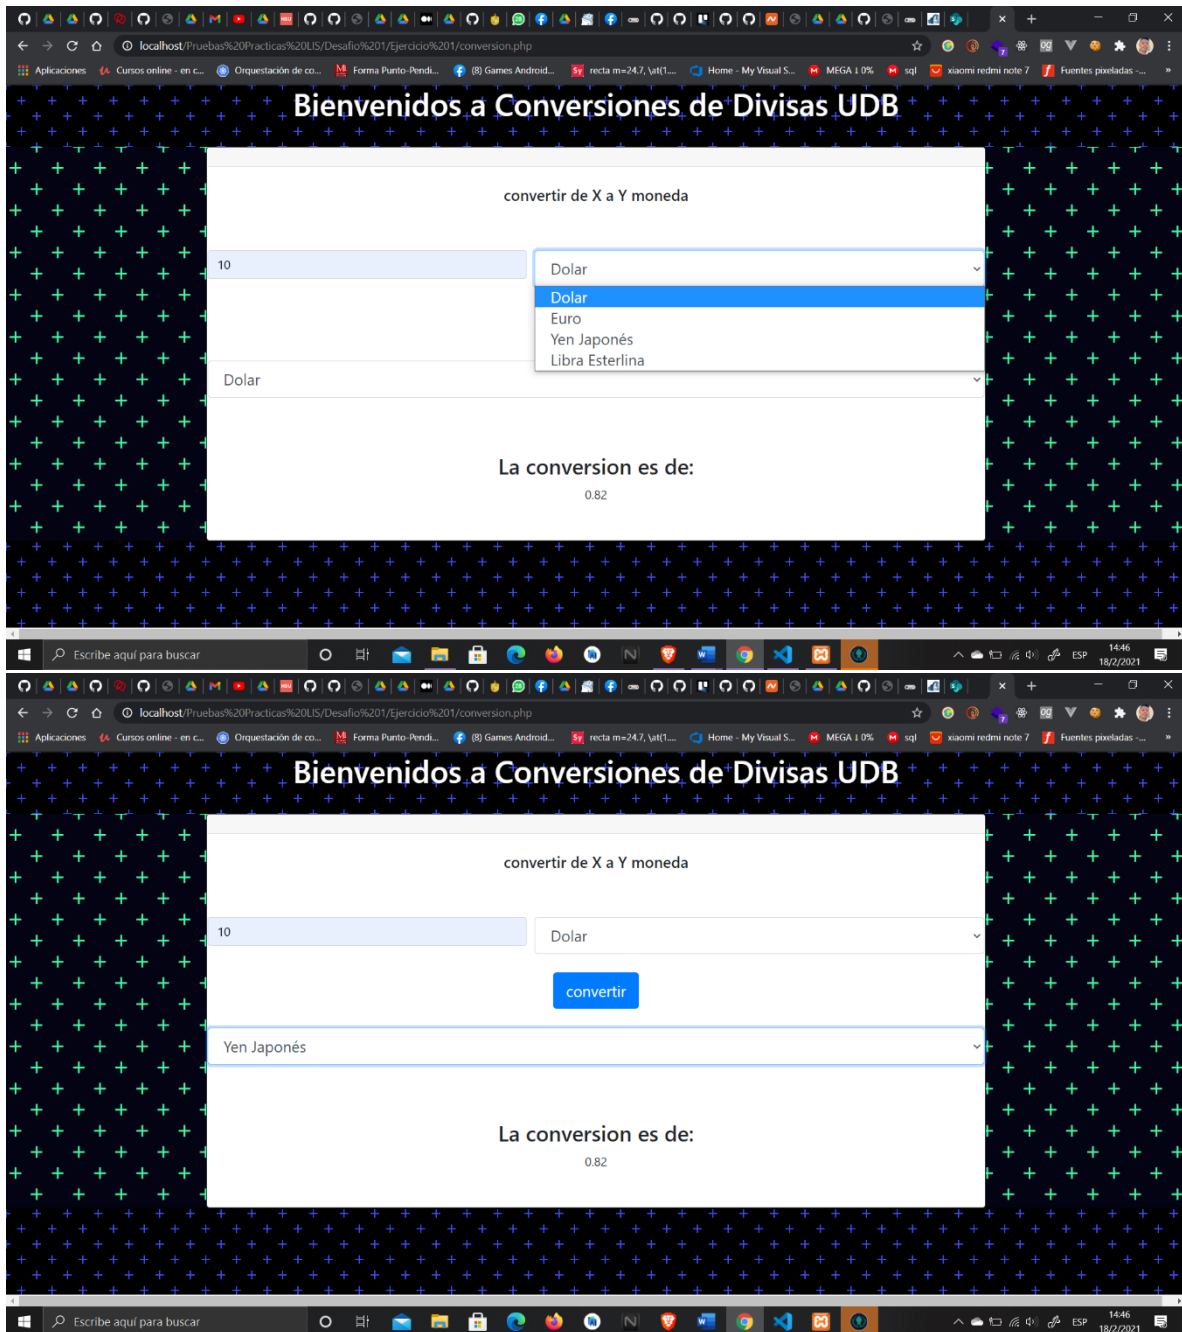 localhost/Pruebas%20Practicas%20LIS/Desafio%201/Ejercicio%201/conversion.php
Aplicaciones Cursos online - en c... Orquestación de co... Forma Punto-Pendi... (8) Games Android... recta m=24.7, \at(1.... Home - My Visual S... MEGA ⇩ 0% sql xiaomi redmi note 7 Fuentes pixeladas -... »
Bienvenidos a Conversiones de Divisas UDB
convertir de X a Y moneda
10 Dolar
Dolar
Euro
Yen Japonés
Libra Esterlina
Dolar
La conversion es de:
0.82
Escribe aquí para buscar ESP 14:46
18/2/2021
localhost/Pruebas%20Practicas%20LIS/Desafio%201/Ejercicio%201/conversion.php
Aplicaciones Cursos online - en c... Orquestación de co... Forma Punto-Pendi... (8) Games Android... recta m=24.7, \at(1.... Home - My Visual S... MEGA ⇩ 0% sql xiaomi redmi note 7 Fuentes pixeladas -... »
Bienvenidos a Conversiones de Divisas UDB
convertir de X a Y moneda
10 Dolar
convertir
Yen Japonés
La conversion es de:
0.82
Escribe aquí para buscar ESP 14:46
18/2/2021